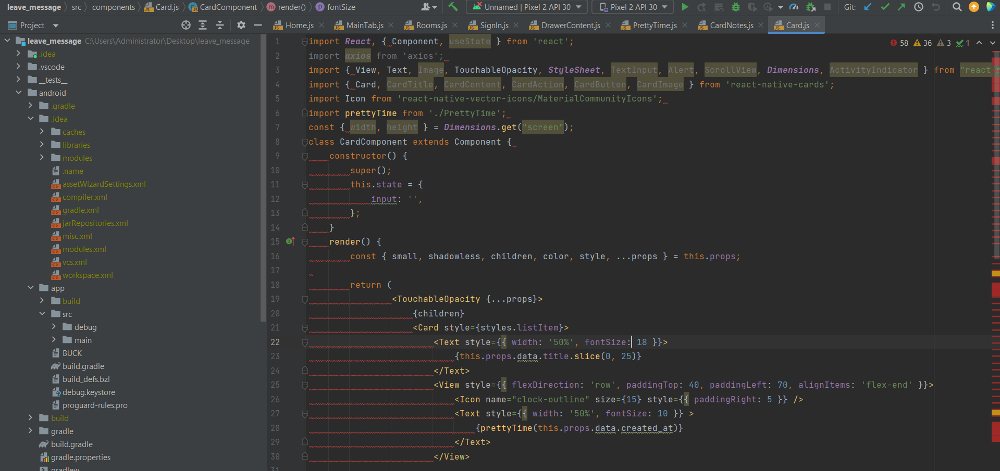 leave_message › src › components › Card.js › CardComponent › render() › fontSize
Unnamed | Pixel 2 API 30
Pixel 2 API 30
Git:
Project
Home.js
MainTab.js
Rooms.js
SignIn.js
DrawerContent.js
PrettyTime.js
CardNotes.js
Card.js
leave_message C:\Users\Administrator\Desktop\leave_message
.idea
.vscode
__tests__
android
.gradle
.idea
caches
libraries
modules
.name
assetWizardSettings.xml
compiler.xml
gradle.xml
jarRepositories.xml
misc.xml
modules.xml
vcs.xml
workspace.xml
app
build
src
debug
main
BUCK
build.gradle
build_defs.bzl
debug.keystore
proguard-rules.pro
build
gradle
build.gradle
gradle.properties
gradlew
58 36 3 1
1 import React, { Component, useState } from 'react';
2 import axios from 'axios';
3 import { View, Text, Image, TouchableOpacity, StyleSheet, TextInput, Alert, ScrollView, Dimensions, ActivityIndicator } from "react-
4 import { Card, CardTitle, CardContent, CardAction, CardButton, CardImage } from 'react-native-cards';
5 import Icon from 'react-native-vector-icons/MaterialCommunityIcons';
6 import prettyTime from './PrettyTime';
7 const { width, height } = Dimensions.get("screen");
8 class CardComponent extends Component {
9 constructor() {
10 super();
11 this.state = {
12 input: '',
13 };
14 }
15 render() {
16 const { small, shadowless, children, color, style, ...props } = this.props;
17
18 return (
19 <TouchableOpacity {...props}>
20 {children}
21 <Card style={styles.listItem}>
22 <Text style={{ width: '50%', fontSize: 18 }}>
23 {this.props.data.title.slice(0, 25)}
24 </Text>
25 <View style={{ flexDirection: 'row', paddingTop: 40, paddingLeft: 70, alignItems: 'flex-end' }}>
26 <Icon name="clock-outline" size={15} style={{ paddingRight: 5 }} />
27 <Text style={{ width: '50%', fontSize: 10 }} >
28 {prettyTime(this.props.data.created_at)}
29 </Text>
30 </View>
31